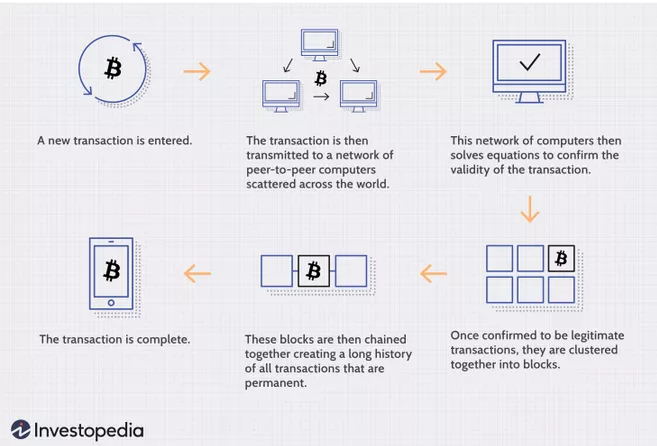 A new transaction is entered.
The transaction is then
transmitted to a network of
peer-to-peer computers
scattered across the world.
This network of computers then
solves equations to confirm the
validity of the transaction.
Once confirmed to be legitimate
transactions, they are clustered
together into blocks.
These blocks are then chained
together creating a long history
of all transactions that are
permanent.
The transaction is complete.
Investopedia